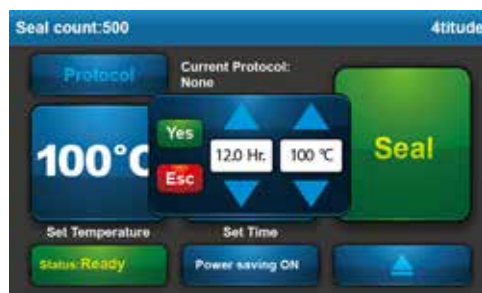 Seal count:500
4titude
Protocol
Current Protocol:
None
Yes
Esc
12.0 Hr.
100 °C
100°C
Seal
Set Temperature
Set Time
Status:Ready
Power saving ON